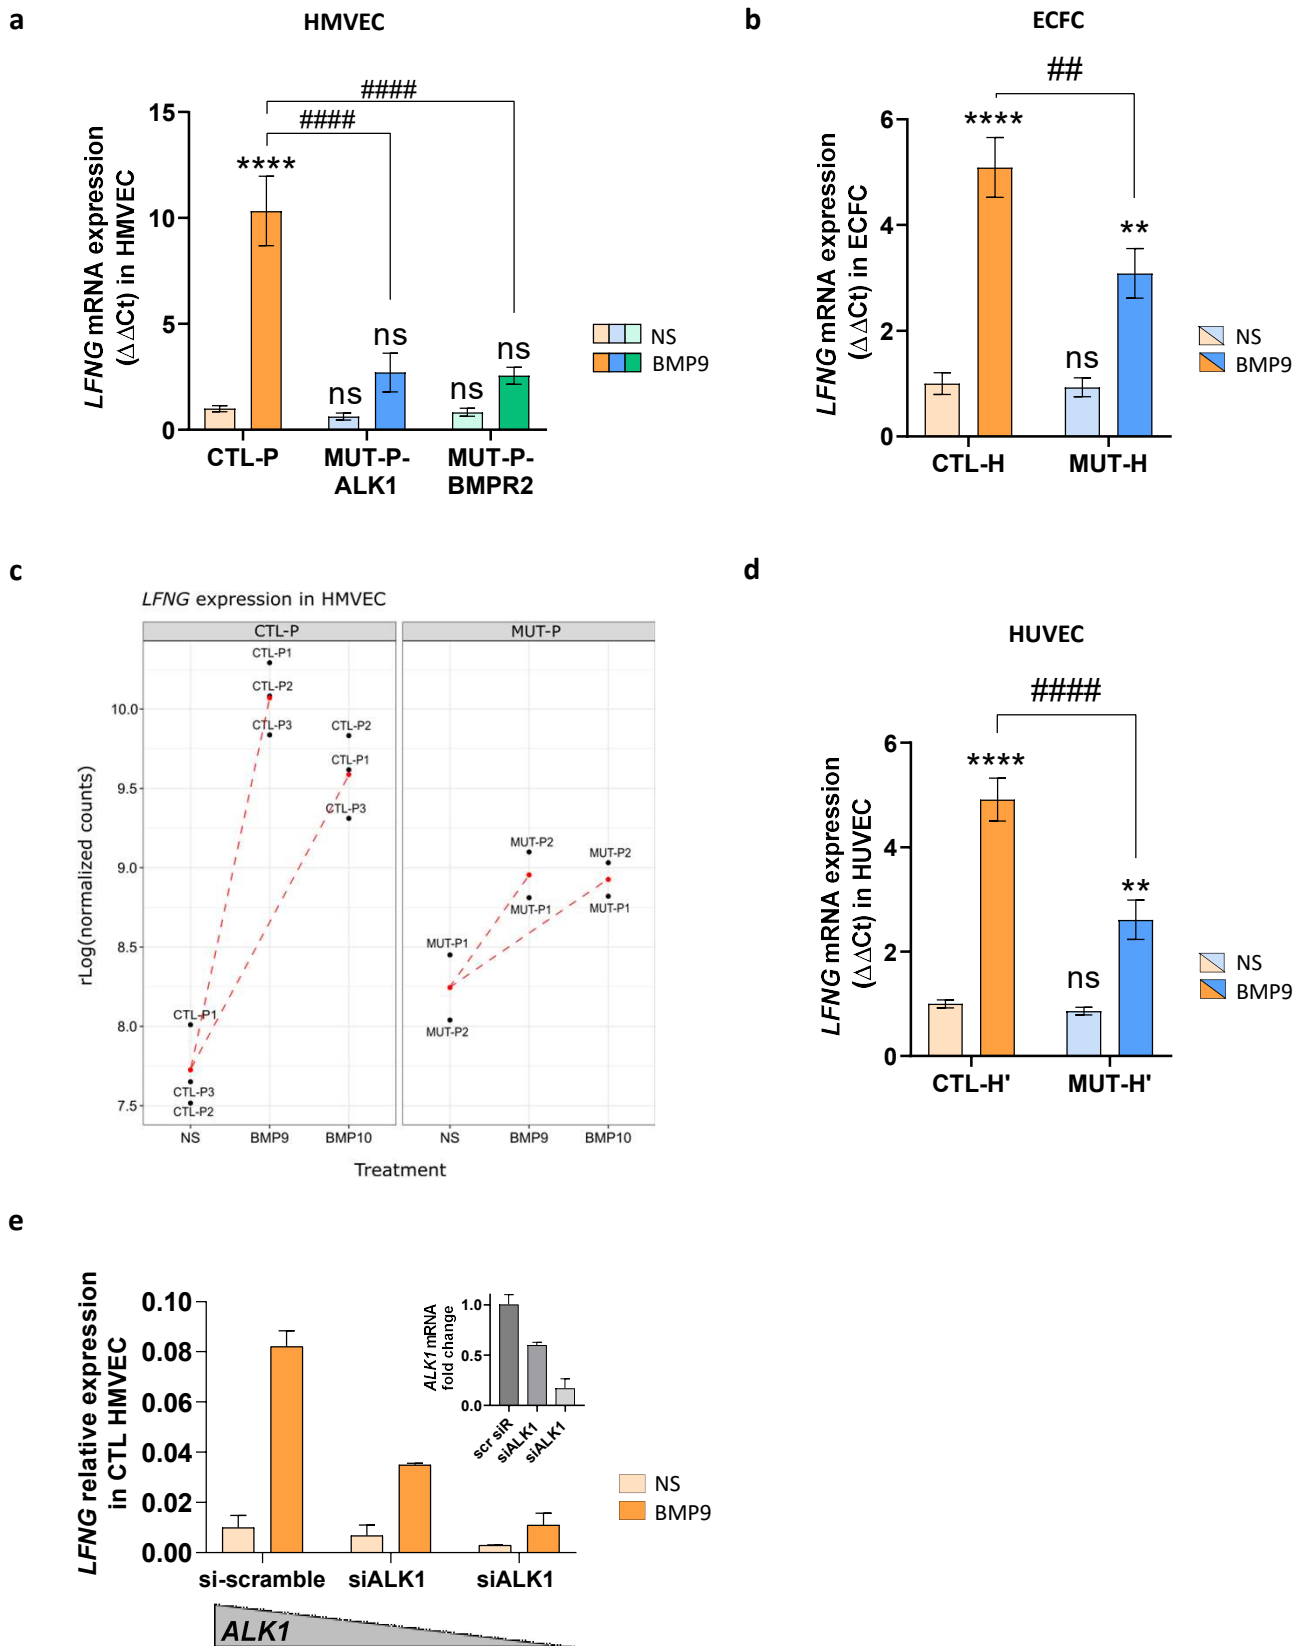 a
HMVEC
####
####
****
ns
ns
ns
ns
15
10
5
0
LFNG mRNA expression
(ΔΔCt) in HMVEC
CTL-P
MUT-P-
ALK1
MUT-P-
BMPR2
NS
BMP9
b
ECFC
##
****
**
ns
6
4
2
0
LFNG mRNA expression
(ΔΔCt) in ECFC
CTL-H
MUT-H
NS
BMP9
c
LFNG expression in HMVEC
CTL-P
MUT-P
CTL-P1
CTL-P2
CTL-P3
CTL-P2
CTL-P1
CTL-P3
CTL-P1
CTL-P3
CTL-P2
MUT-P2
MUT-P1
MUT-P2
MUT-P1
MUT-P1
MUT-P2
10.0
9.5
9.0
8.5
8.0
7.5
rLog(normalized counts)
NS
BMP9
BMP10
NS
BMP9
BMP10
Treatment
d
HUVEC
####
****
**
ns
6
4
2
0
LFNG mRNA expression
(ΔΔCt) in HUVEC
CTL-H'
MUT-H'
NS
BMP9
e
0.10
0.08
0.06
0.04
0.02
0.00
LFNG relative expression
in CTL HMVEC
ALK1 mRNA
fold change
1.0
0.5
0.0
scr siR
siALK1
siALK1
NS
BMP9
si-scramble
siALK1
siALK1
ALK1